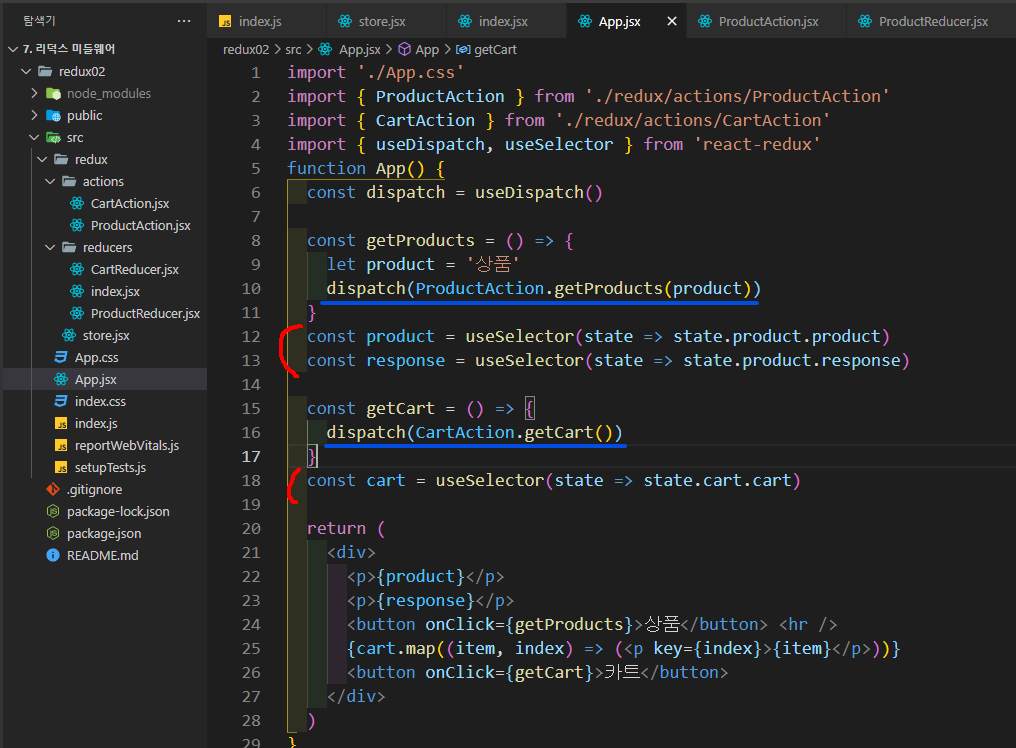 탐색기 ···
7. 리덕스 미들웨어
redux02
node_modules
public
src
redux
actions
CartAction.jsx
ProductAction.jsx
reducers
CartReducer.jsx
index.jsx
ProductReducer.jsx
store.jsx
App.css
App.jsx
index.css
index.js
reportWebVitals.js
setupTests.js
.gitignore
package-lock.json
package.json
README.md
index.js store.jsx index.jsx App.jsx × ProductAction.jsx ProductReducer.jsx
redux02 > src > App.jsx > App > getCart
1 import './App.css'
2 import { ProductAction } from './redux/actions/ProductAction'
3 import { CartAction } from './redux/actions/CartAction'
4 import { useDispatch, useSelector } from 'react-redux'
5 function App() {
6 const dispatch = useDispatch()
7
8 const getProducts = () => {
9 let product = '상품'
10 dispatch(ProductAction.getProducts(product))
11 }
12 const product = useSelector(state => state.product.product)
13 const response = useSelector(state => state.product.response)
14
15 const getCart = () => {
16 dispatch(CartAction.getCart())
17 }
18 const cart = useSelector(state => state.cart.cart)
19
20 return (
21 <div>
22 <p>{product}</p>
23 <p>{response}</p>
24 <button onClick={getProducts}>상품</button> <hr />
25 {cart.map((item, index) => (<p key={index}>{item}</p>))}
26 <button onClick={getCart}>카트</button>
27 </div>
28 )
29 }